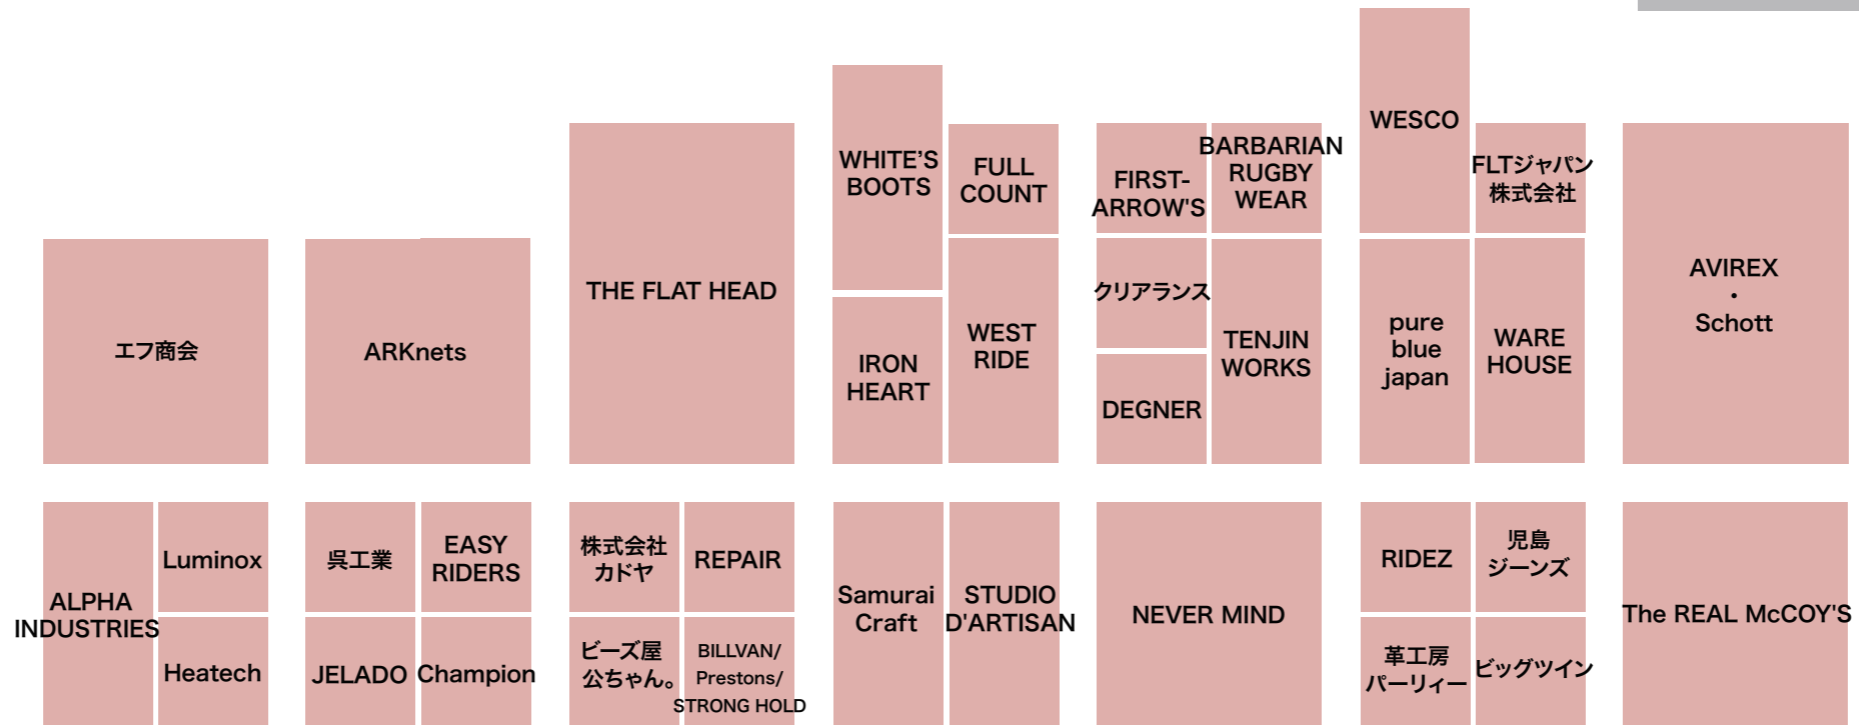 エフ商会
ARKnets
THE FLAT HEAD
WHITE'S
BOOTS
FULL
COUNT
IRON
HEART
WEST
RIDE
FIRST-
ARROW'S
BARBARIAN
RUGBY
WEAR
クリアランス
DEGNER
TENJIN
WORKS
WESCO
FLTジャパン
株式会社
pure
blue
japan
WARE
HOUSE
AVIREX
・
Schott
ALPHA
INDUSTRIES
Luminox
Heatech
呉工業
EASY
RIDERS
JELADO
Champion
株式会社
カドヤ
REPAIR
ビーズ屋
公ちゃん。
BILLVAN/
Prestons/
STRONG HOLD
Samurai
Craft
STUDIO
D'ARTISAN
NEVER MIND
RIDEZ
児島
ジーンズ
革工房
パーリィー
ビッグツイン
The REAL McCOY'S